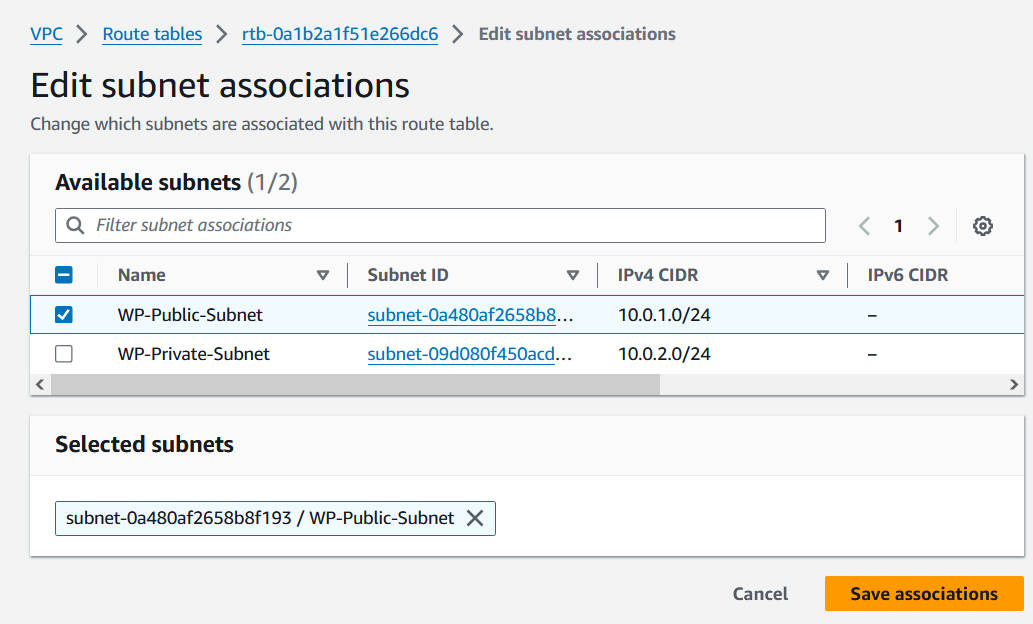 VPC > Route tables > rtb-0a1b2a1f51e266dc6 > Edit subnet associations
Edit subnet associations
Change which subnets are associated with this route table.
Available subnets (1/2)
Filter subnet associations 1
Name Subnet ID IPv4 CIDR IPv6 CIDR
WP-Public-Subnet subnet-0a480af2658b8... 10.0.1.0/24 –
WP-Private-Subnet subnet-09d080f450acd... 10.0.2.0/24 –
Selected subnets
subnet-0a480af2658b8f193 / WP-Public-Subnet
Cancel Save associations